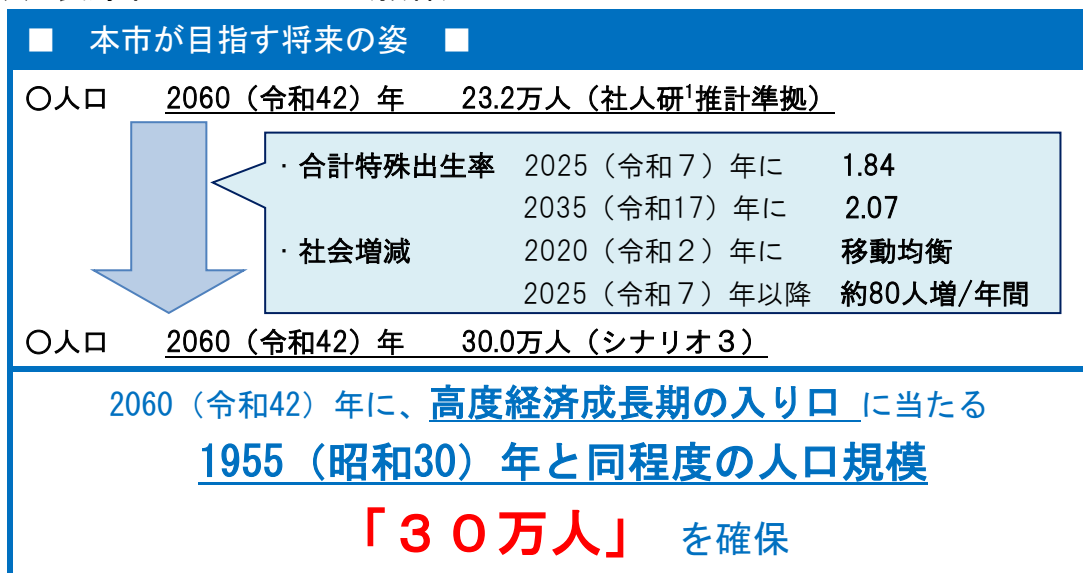 ■ 本市が目指す将来の姿 ■
〇人口 2060（令和42）年 23.2万人（社人研1推計準拠）
・合計特殊出生率 2025（令和７）年に 1.84
2035（令和17）年に 2.07
・社会増減 2020（令和２）年に 移動均衡
2025（令和７）年以降 約80人増/年間
〇人口 2060（令和42）年 30.0万人（シナリオ３）
2060（令和42）年に、高度経済成長期の入り口 に当たる
1955（昭和30）年と同程度の人口規模
「３０万人」 を確保